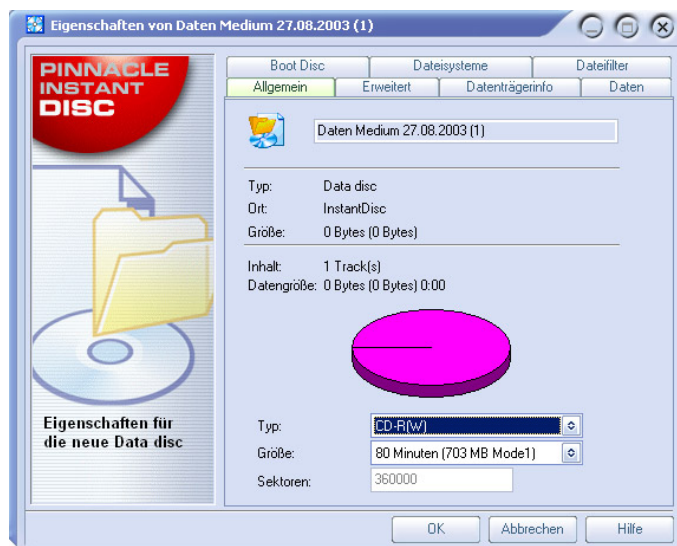 Eigenschaften von Daten Medium 27.08.2003 (1)
PINNACLE
INSTANT
DISC
Boot Disc Dateisysteme Dateifilter
Allgemein Erweitert Datenträgerinfo Daten
Daten Medium 27.08.2003 (1)
Typ: Data disc
Ort: InstantDisc
Größe: 0 Bytes (0 Bytes)
Inhalt: 1 Track(s)
Datengröße: 0 Bytes (0 Bytes) 0:00
Eigenschaften für
die neue Data disc
Typ: CD-R(W)
Größe: 80 Minuten (703 MB Mode1)
Sektoren: 360000
OK Abbrechen Hilfe